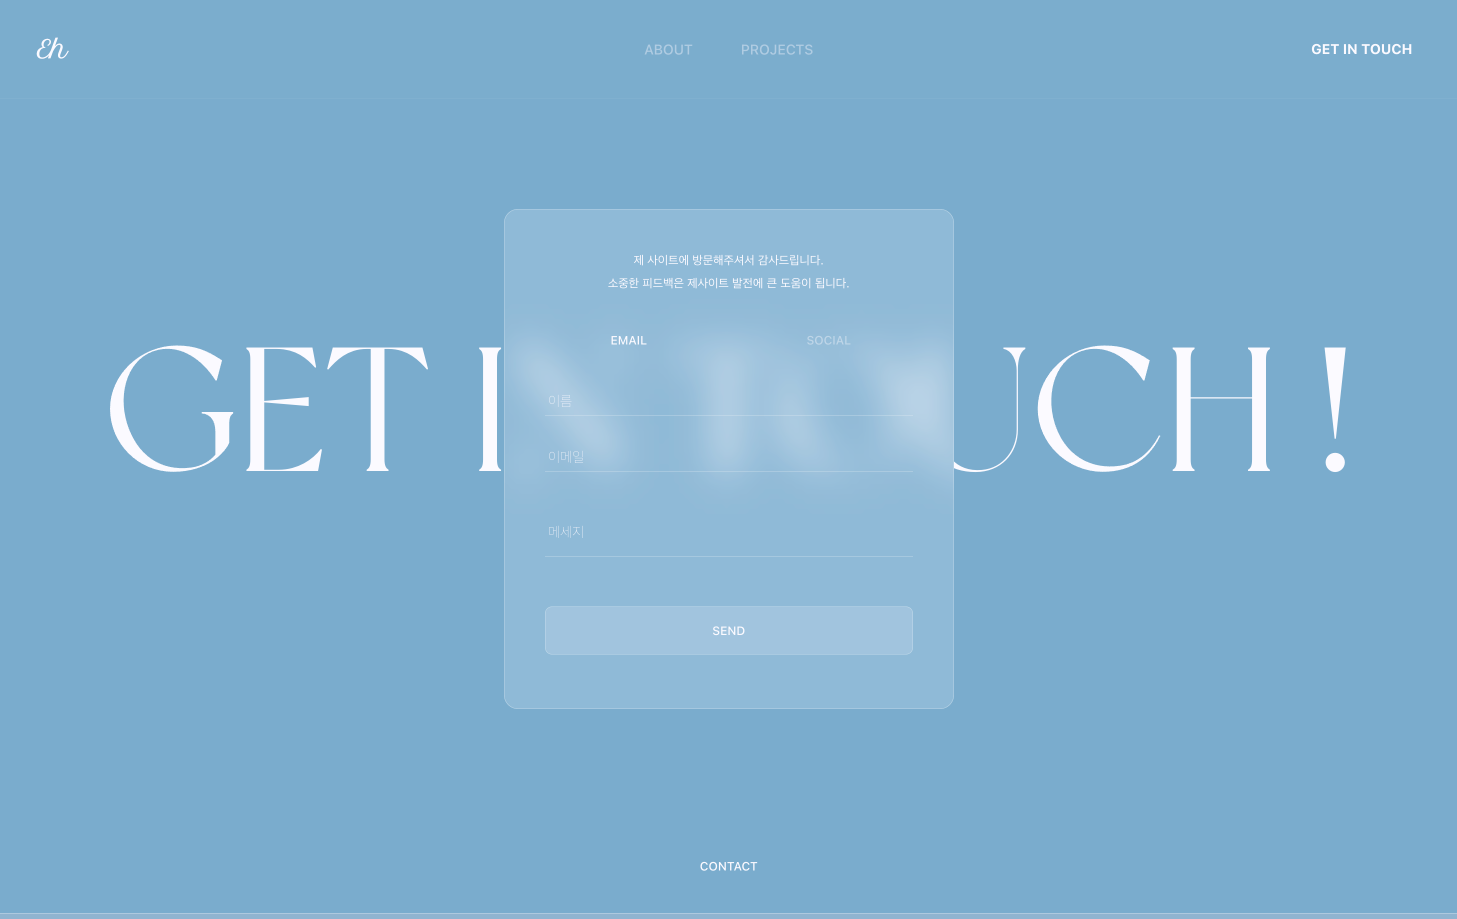 Eh
ABOUT
PROJECTS
GET IN TOUCH
제 사이트에 방문해주셔서 감사드립니다.
소중한 피드백은 제사이트 발전에 큰 도움이 됩니다.
EMAIL
SOCIAL
GET IN TOUCH !
이름
이메일
메세지
SEND
CONTACT